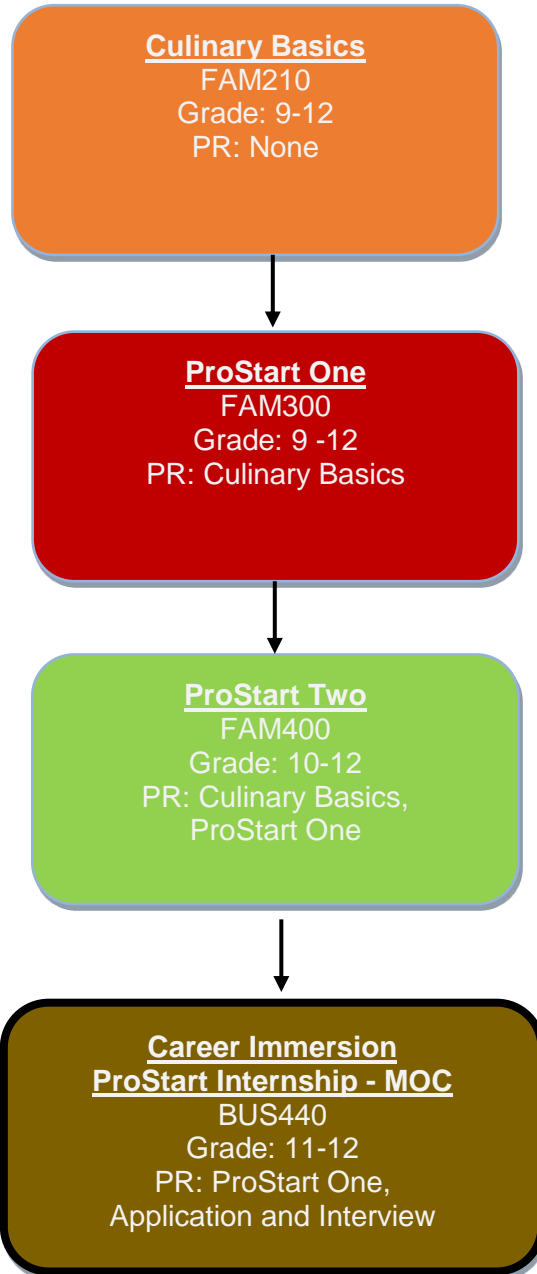 Culinary Basics
FAM210
Grade: 9-12
PR: None
ProStart One
FAM300
Grade: 9 -12
PR: Culinary Basics
ProStart Two
FAM400
Grade: 10-12
PR: Culinary Basics,
ProStart One
Career Immersion
ProStart Internship - MOC
BUS440
Grade: 11-12
PR: ProStart One,
Application and Interview